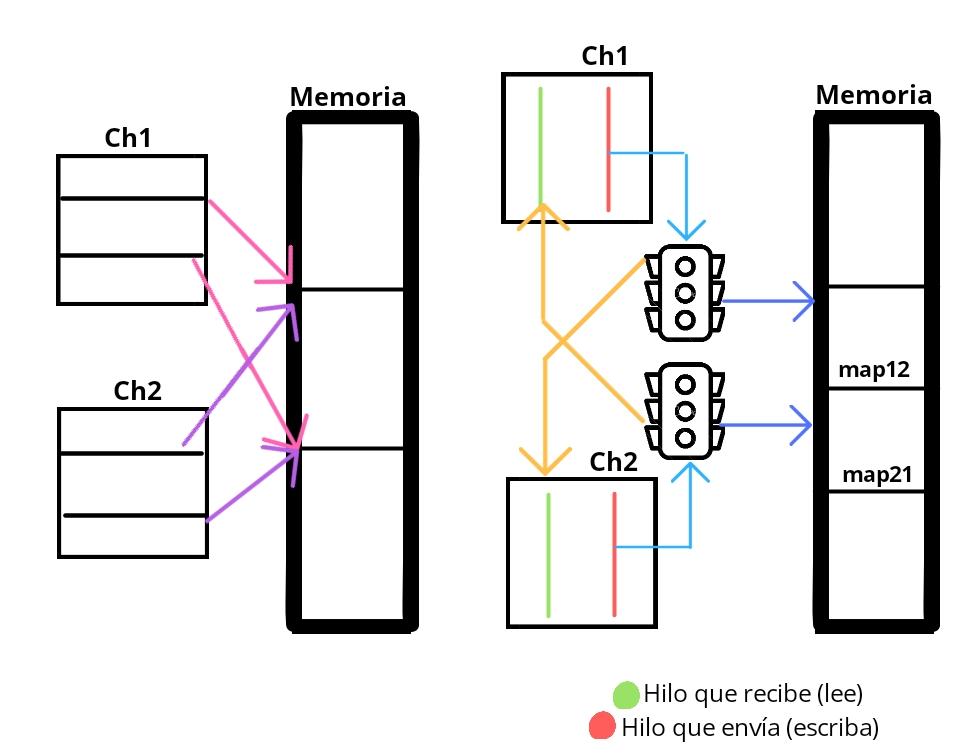 Ch1
Memoria
Ch2
Ch1
Memoria
map12
map21
Ch2
Hilo que recibe (lee)
Hilo que envía (escriba)